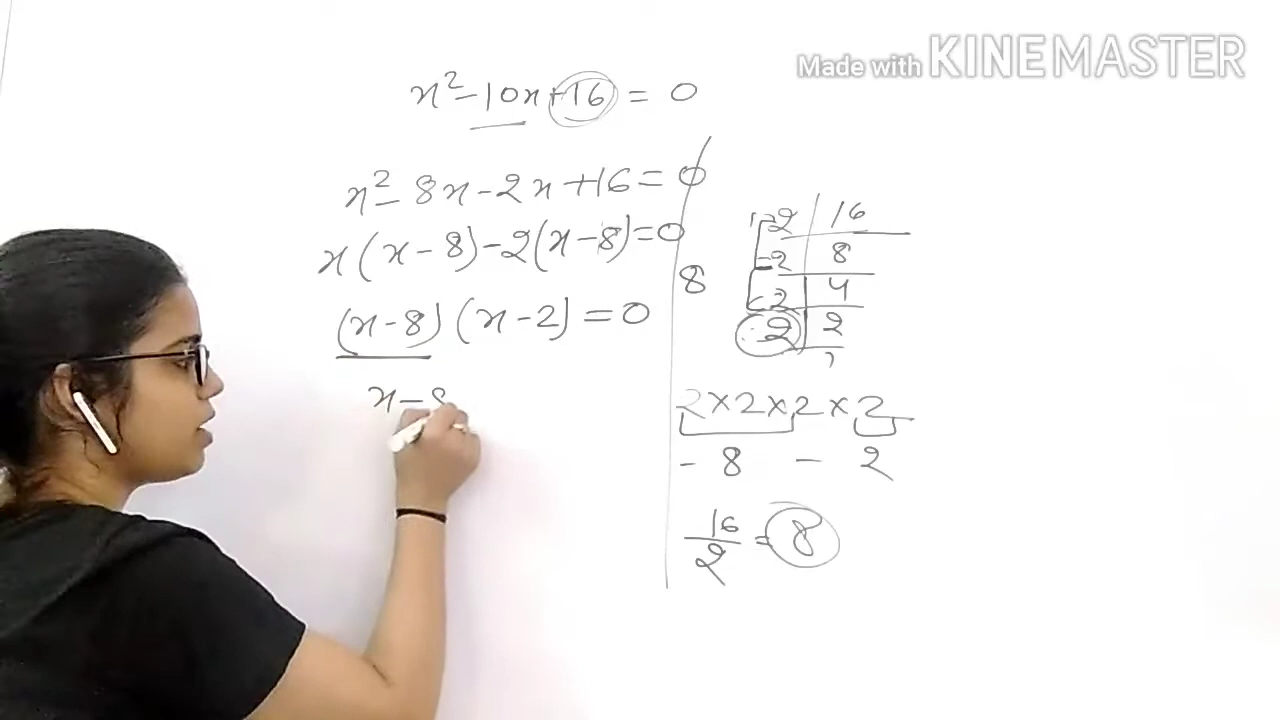 Made with KINEMASTER
x² - 10x + 16 = 0
x² - 8x - 2x + 16 = 0
x(x - 8) - 2(x - 8) = 0
(x - 8) (x - 2) = 0
x - 8
8
2 | 16
2 | 8
2 | 4
2 | 2
2 × 2 × 2 × 2
- 8 - 2
16/2 = 8